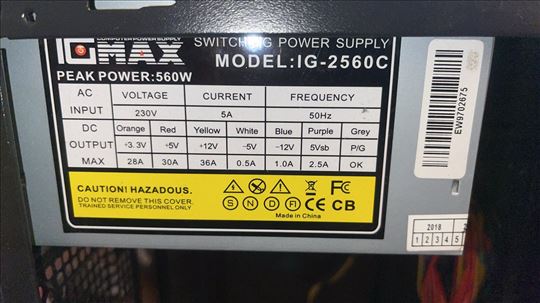 COMPUTER POWER SUPPLY
IGMAX
SWITCHING POWER SUPPLY
MODEL:IG-2560C
PEAK POWER:560W
AC INPUT VOLTAGE CURRENT FREQUENCY
230V 5A 50Hz
DC Orange Red Yellow White Blue Purple Grey
OUTPUT +3.3V +5V +12V -5V -12V 5Vsb P/G
MAX 28A 30A 36A 0.5A 1.0A 2.5A OK
CAUTION! HAZARDOUS.
DO NOT REMOVE THIS COVER.
TRAINED SERVICE PERSONNEL ONLY
FC
S N D FI CE CB
Made in China
EW9702675
2018
1 2 3 4 5